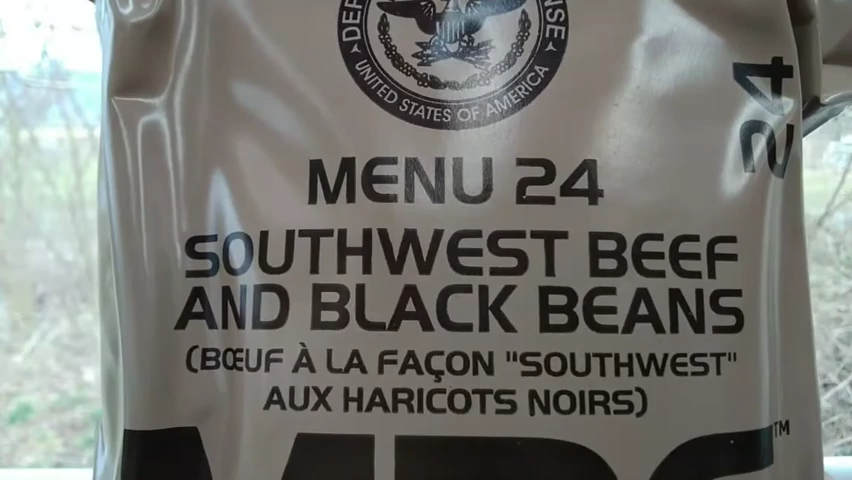 UNITED STATES OF AMERICA
24
MENU 24
SOUTHWEST BEEF
AND BLACK BEANS
(BŒUF À LA FAÇON "SOUTHWEST"
AUX HARICOTS NOIRS)
TM